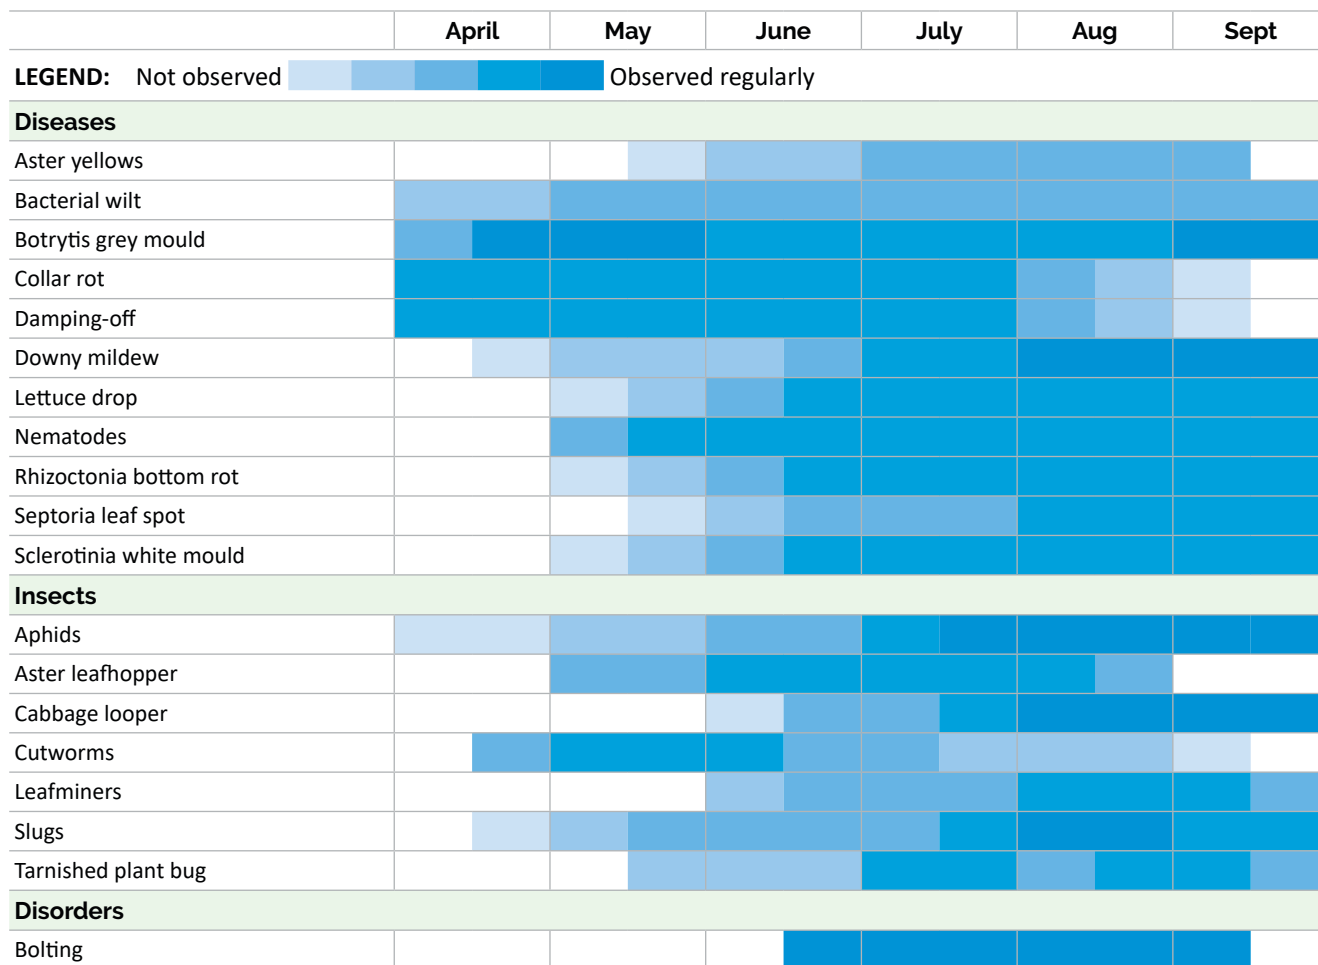 April May June July Aug Sept
LEGEND: Not observed Observed regularly
Diseases
Aster yellows
Bacterial wilt
Botrytis grey mould
Collar rot
Damping-off
Downy mildew
Lettuce drop
Nematodes
Rhizoctonia bottom rot
Septoria leaf spot
Sclerotinia white mould
Insects
Aphids
Aster leafhopper
Cabbage looper
Cutworms
Leafminers
Slugs
Tarnished plant bug
Disorders
Bolting